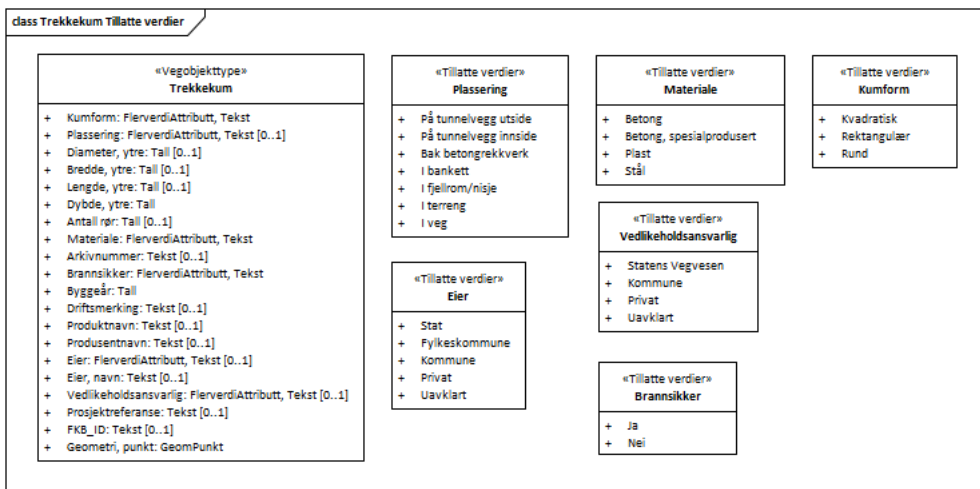 class Trekkekum Tillatte verdier
«Vegobjekttype»
Trekkekum
+ Kumform: FlerverdiAttributt, Tekst
+ Plassering: FlerverdiAttributt, Tekst [0..1]
+ Diameter, ytre: Tall [0..1]
+ Bredde, ytre: Tall [0..1]
+ Lengde, ytre: Tall [0..1]
+ Dybde, ytre: Tall
+ Antall rør: Tall [0..1]
+ Materiale: FlerverdiAttributt, Tekst
+ Arkivnummer: Tekst [0..1]
+ Brannsikker: FlerverdiAttributt, Tekst
+ Byggeår: Tall
+ Driftsmerking: Tekst [0..1]
+ Produktnavn: Tekst [0..1]
+ Produsentnavn: Tekst [0..1]
+ Eier: FlerverdiAttributt, Tekst [0..1]
+ Eier, navn: Tekst [0..1]
+ Vedlikeholdsansvarlig: FlerverdiAttributt, Tekst [0..1]
+ Prosjektreferanse: Tekst [0..1]
+ FKB_ID: Tekst [0..1]
+ Geometri, punkt: GeomPunkt
«Tillatte verdier»
Plassering
+ På tunnelvegg utside
+ På tunnelvegg innside
+ Bak betongrekkverk
+ I bankett
+ I fjellrom/nisje
+ I terreng
+ I veg
«Tillatte verdier»
Eier
+ Stat
+ Fylkeskommune
+ Kommune
+ Privat
+ Uavklart
«Tillatte verdier»
Materiale
+ Betong
+ Betong, spesialprodusert
+ Plast
+ Stål
«Tillatte verdier»
Vedlikeholdsansvarlig
+ Statens Vegvesen
+ Kommune
+ Privat
+ Uavklart
«Tillatte verdier»
Brannsikker
+ Ja
+ Nei
«Tillatte verdier»
Kumform
+ Kvadratisk
+ Rektangulær
+ Rund